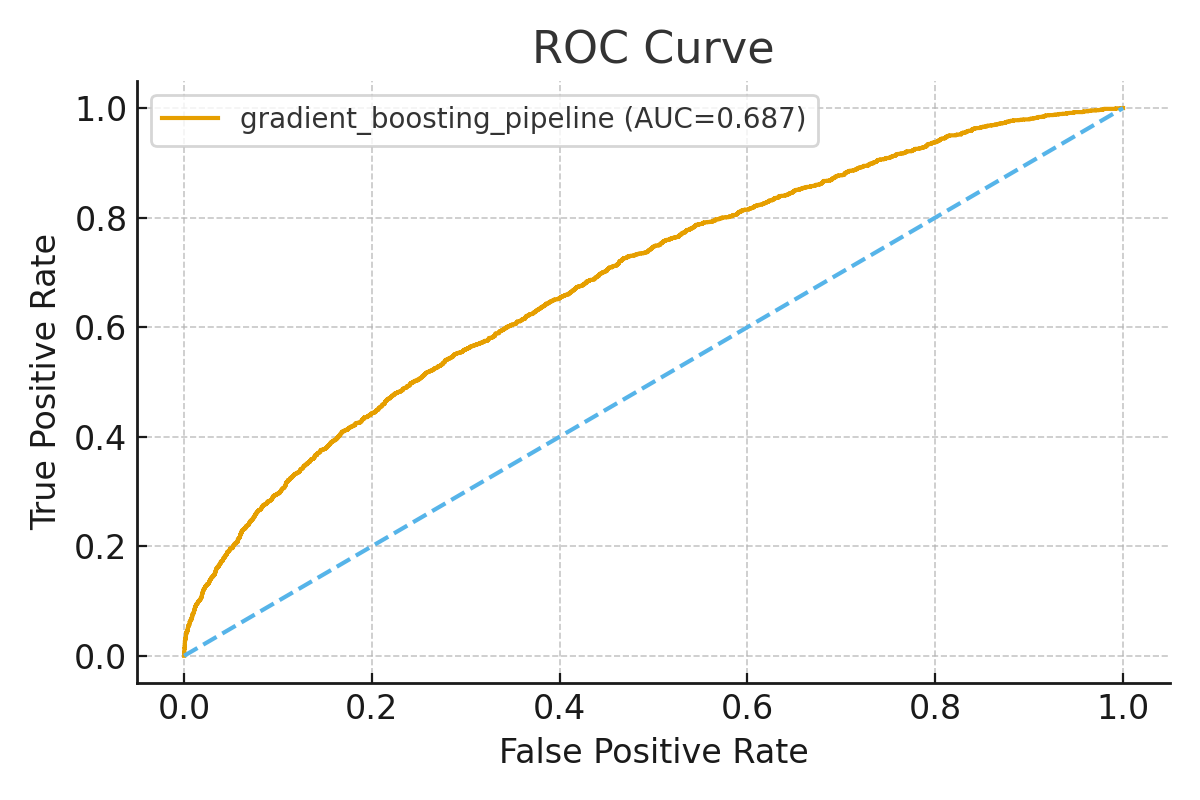 ROC Curve
gradient_boosting_pipeline (AUC=0.687)
True Positive Rate
1.0
0.8
0.6
0.4
0.2
0.0
0.0 0.2 0.4 0.6 0.8 1.0
False Positive Rate